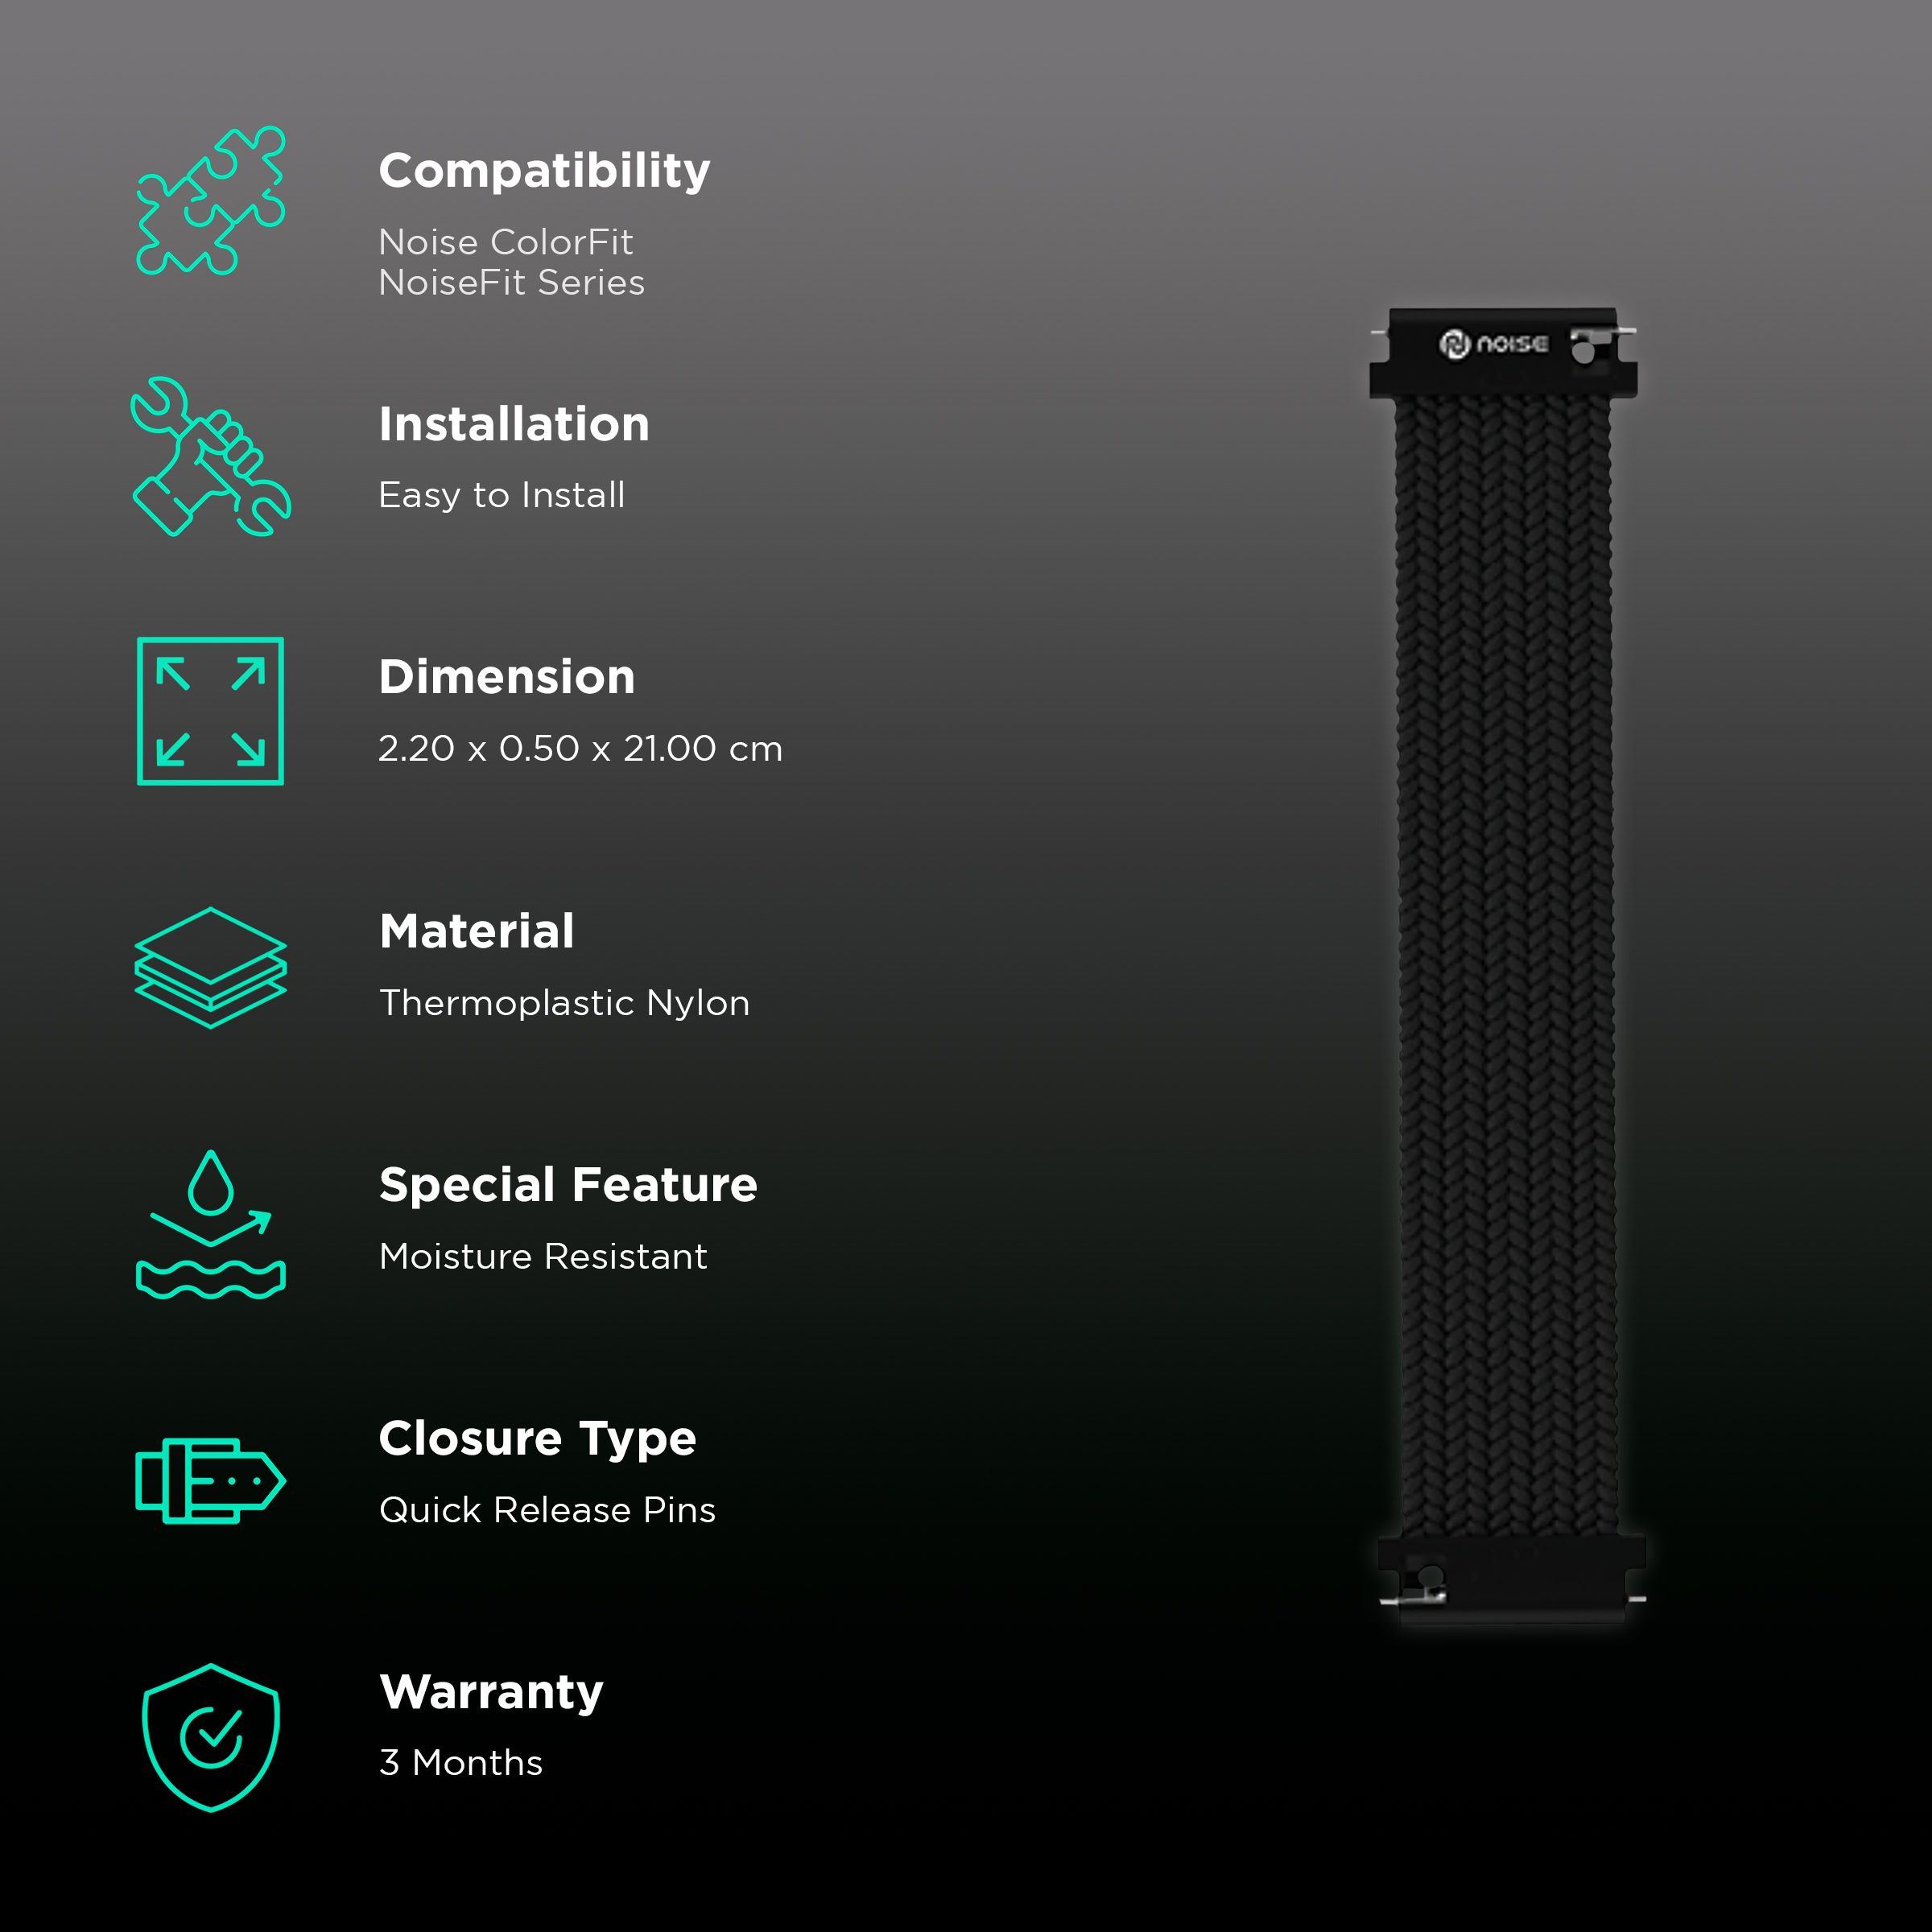 Compatibility
Noise ColorFit
NoiseFit Series
Installation
Easy to Install
Dimension
2.20 x 0.50 x 21.00 cm
Material
Thermoplastic Nylon
Special Feature
Moisture Resistant
Closure Type
Quick Release Pins
Warranty
3 Months
NOISE